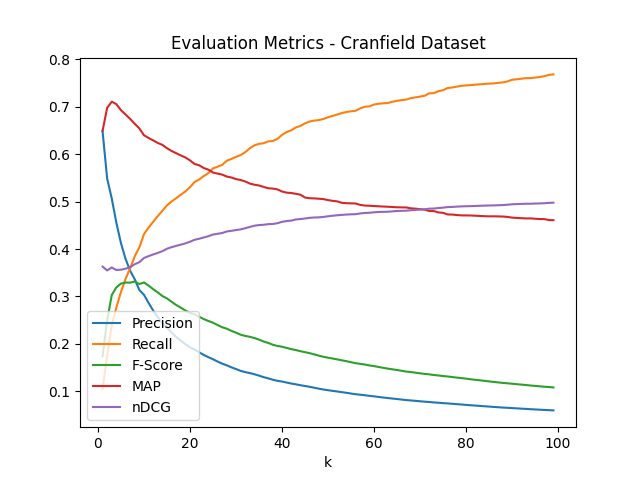 Evaluation Metrics - Cranfield Dataset
0.8
0.7
0.6
0.5
0.4
0.3
0.2
0.1
Precision
Recall
F-Score
MAP
nDCG
0 20 40 60 80 100
k